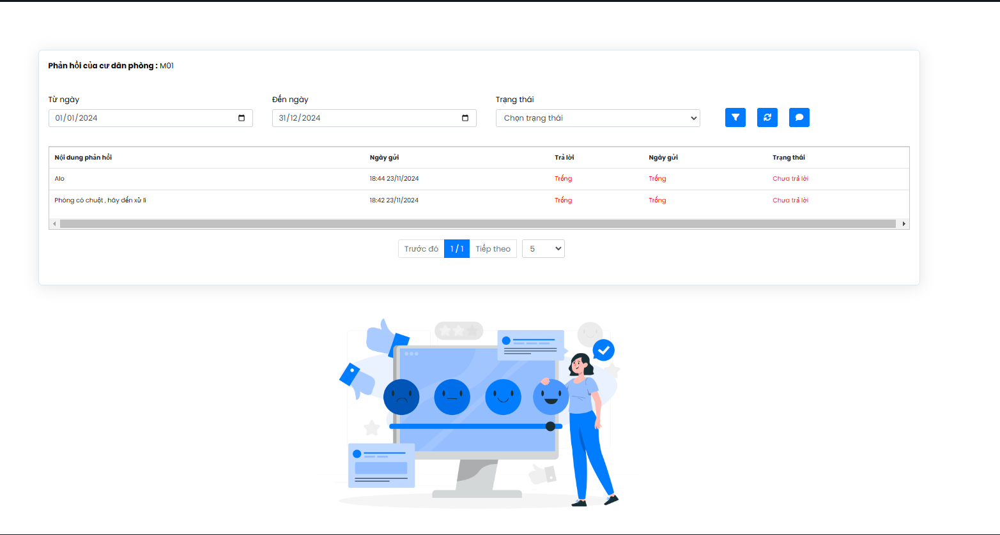 Phản hồi của cư dân phòng : M01
Từ ngày
Đến ngày
Trạng thái
01/01/2024
31/12/2024
Chọn trạng thái
Nội dung phản hồi Ngày gửi Trả lời Ngày gửi Trạng thái
Alo 18:44 23/11/2024 Trống Trống Chưa trả lời
Phòng có chuột , hãy đến xử lí 18:42 23/11/2024 Trống Trống Chưa trả lời
Trước đó 1 / 1 Tiếp theo 5